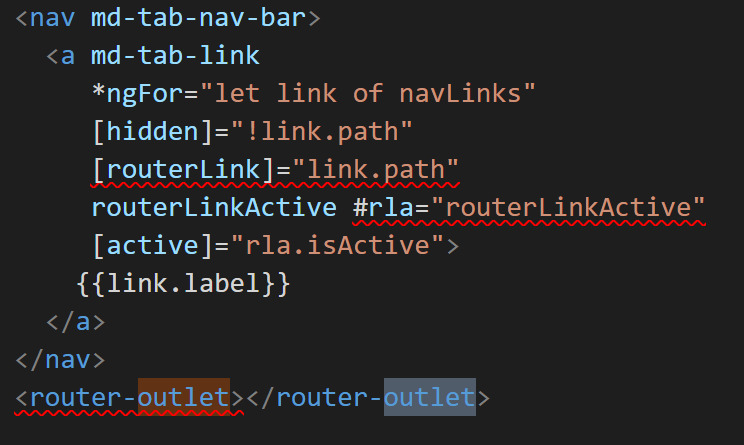 <nav md-tab-nav-bar>
  <a md-tab-link
     *ngFor="let link of navLinks"
     [hidden]="!link.path"
     [routerLink]="link.path"
     routerLinkActive #rla="routerLinkActive"
     [active]="rla.isActive">
    {{link.label}}
  </a>
</nav>
<router-outlet></router-outlet>